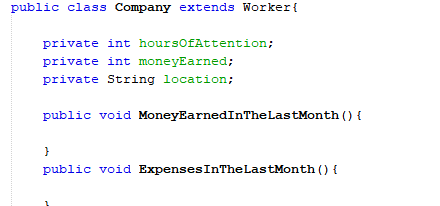 public class Company extends Worker{
private int hoursOfAttention;
private int moneyEarned;
private String location;
public void MoneyEarnedInTheLastMonth(){
}
public void ExpensesInTheLastMonth(){
}